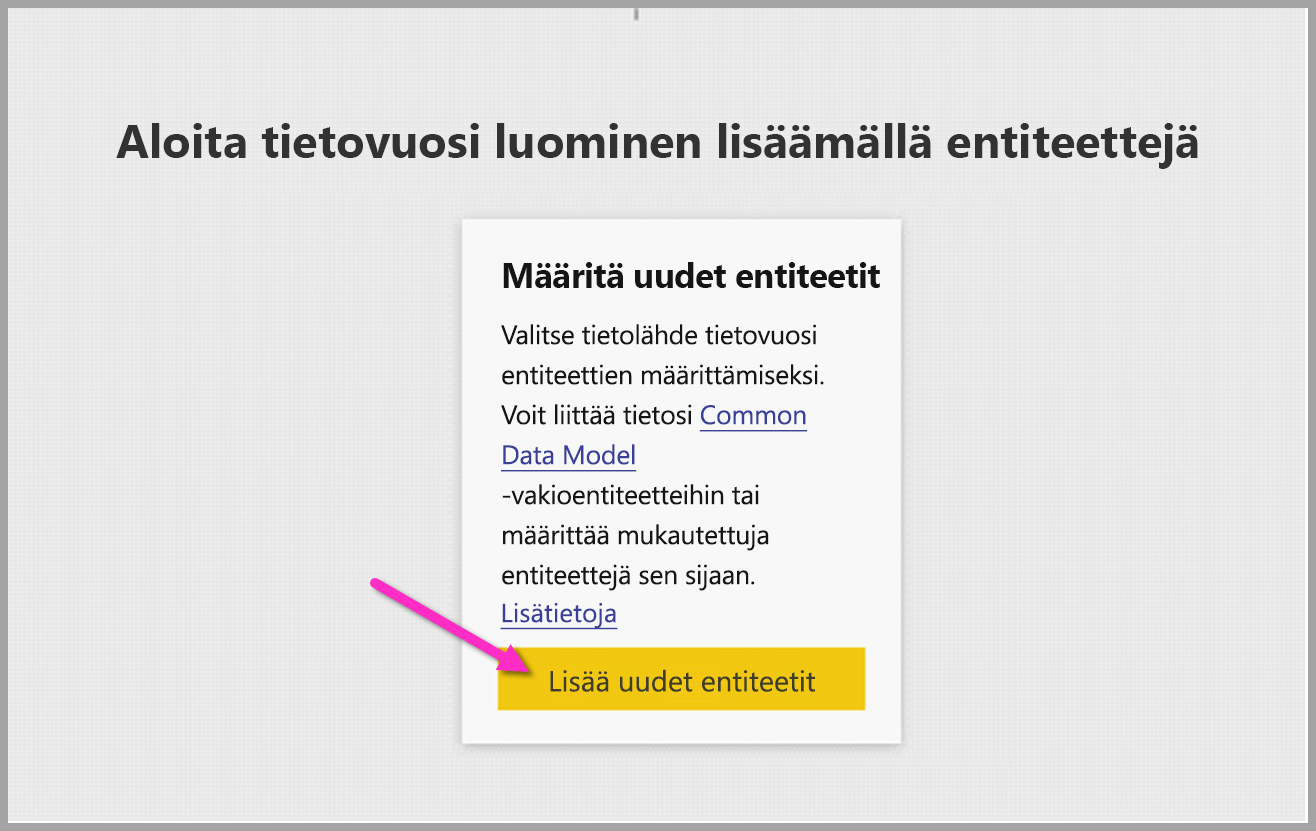 Aloita tietovuosi luominen lisäämällä entiteettejä
Määritä uudet entiteetit
Valitse tietolähde tietovuosi
entiteettien määrittämiseksi.
Voit liittää tietosi Common
Data Model
-vakioentiteetteihin tai
määrittää mukautettuja
entiteettejä sen sijaan.
Lisätietoja
Lisää uudet entiteetit